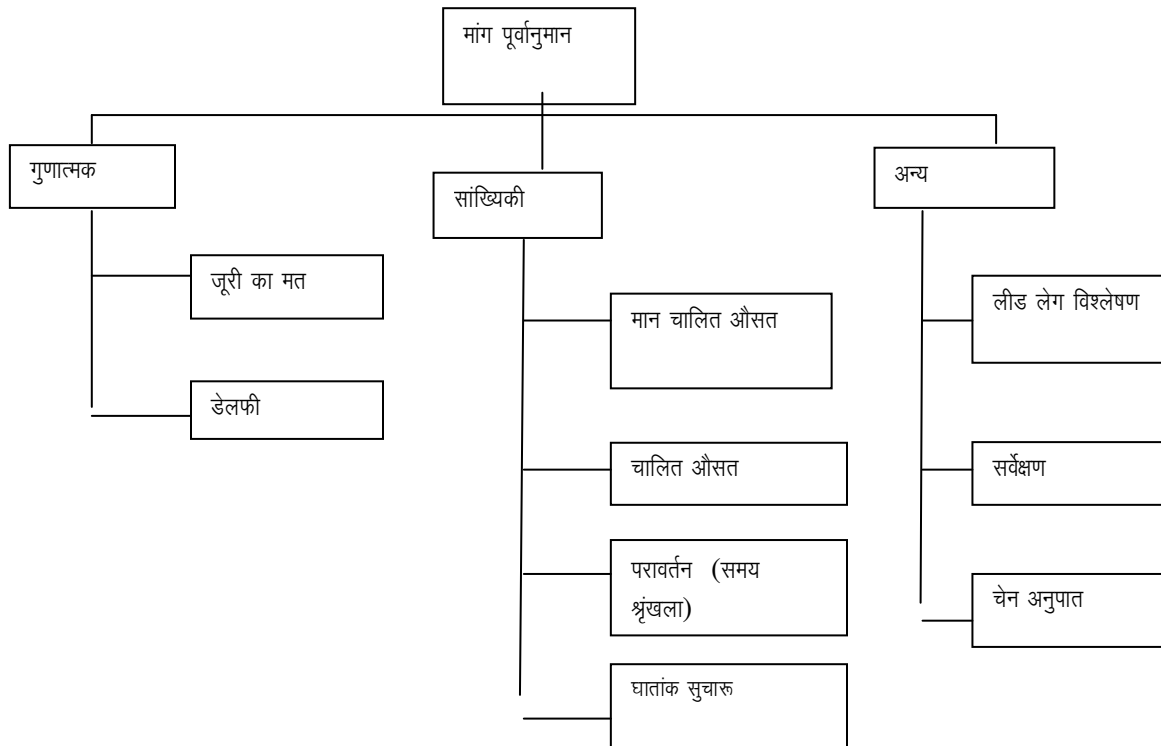 मांग पूर्वानुमान
गुणात्मक
सांख्यिकी
अन्य
जूरी का मत
डेलफी
मान चालित औसत
चालित औसत
परावर्तन (समय
श्रृंखला)
घातांक सुचारू
लीड लेग विश्लेषण
सर्वेक्षण
चेन अनुपात